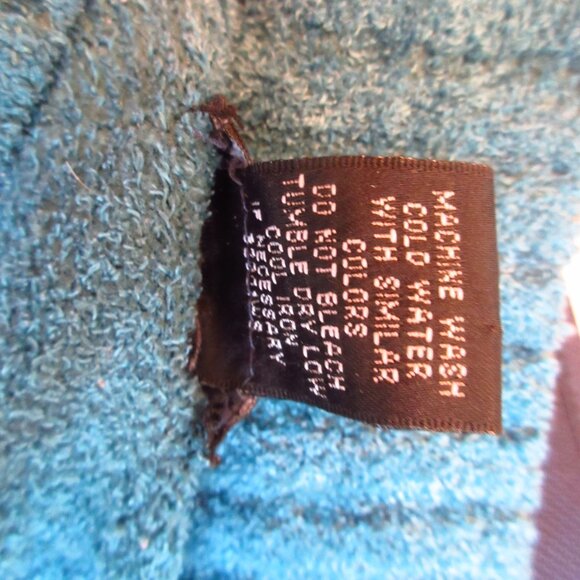 MACHINE WASH
COLD WATER
WITH SIMILAR
COLORS
DO NOT BLEACH
TUMBLE DRY LOW
COOL IRON
IF NECESSARY